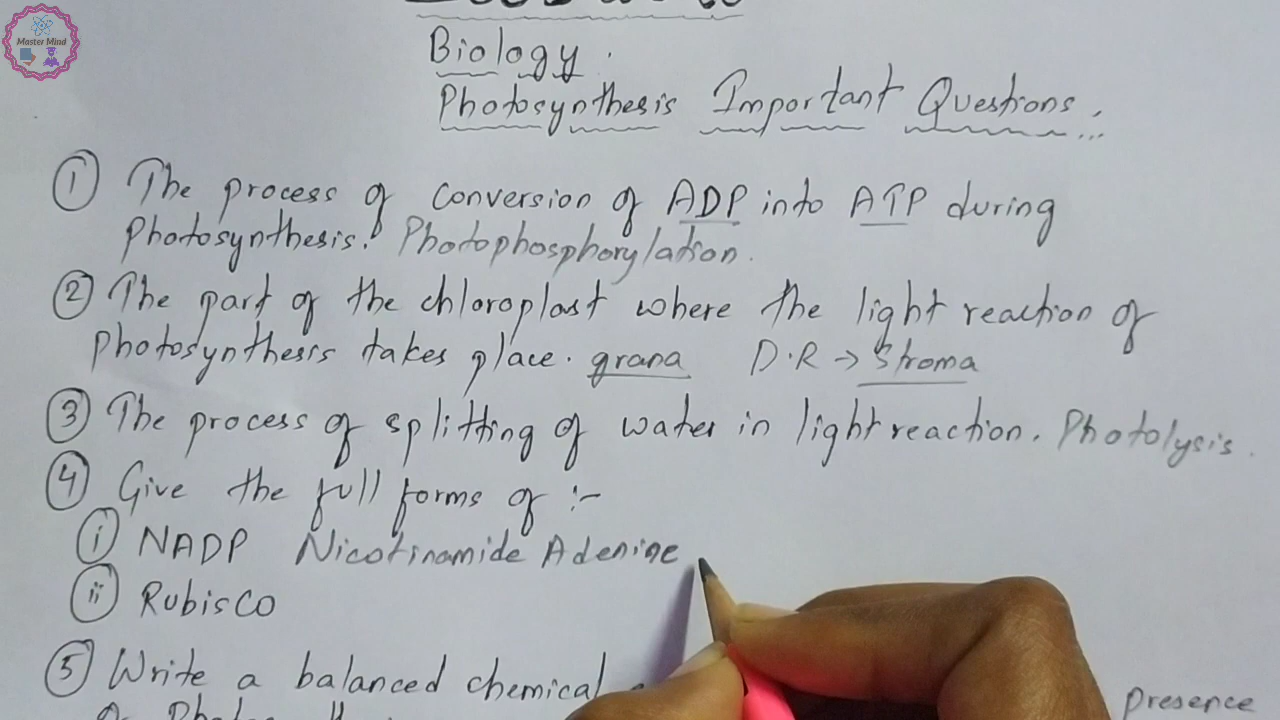 Master Mind
Biology.
Photosynthesis Important Questions.
① The process of conversion of ADP into ATP during
Photosynthesis. Photophosphorylation.
② The part of the chloroplast where the light reaction of
Photosynthesis takes place. grana D.R → Stroma
③ The process of splitting of water in light reaction. Photolysis.
④ Give the full forms of :-
ⓘ NADP Nicotinamide Adenine
ⓘⓘ RubisCO
⑤ Write a balanced chemical
Presence